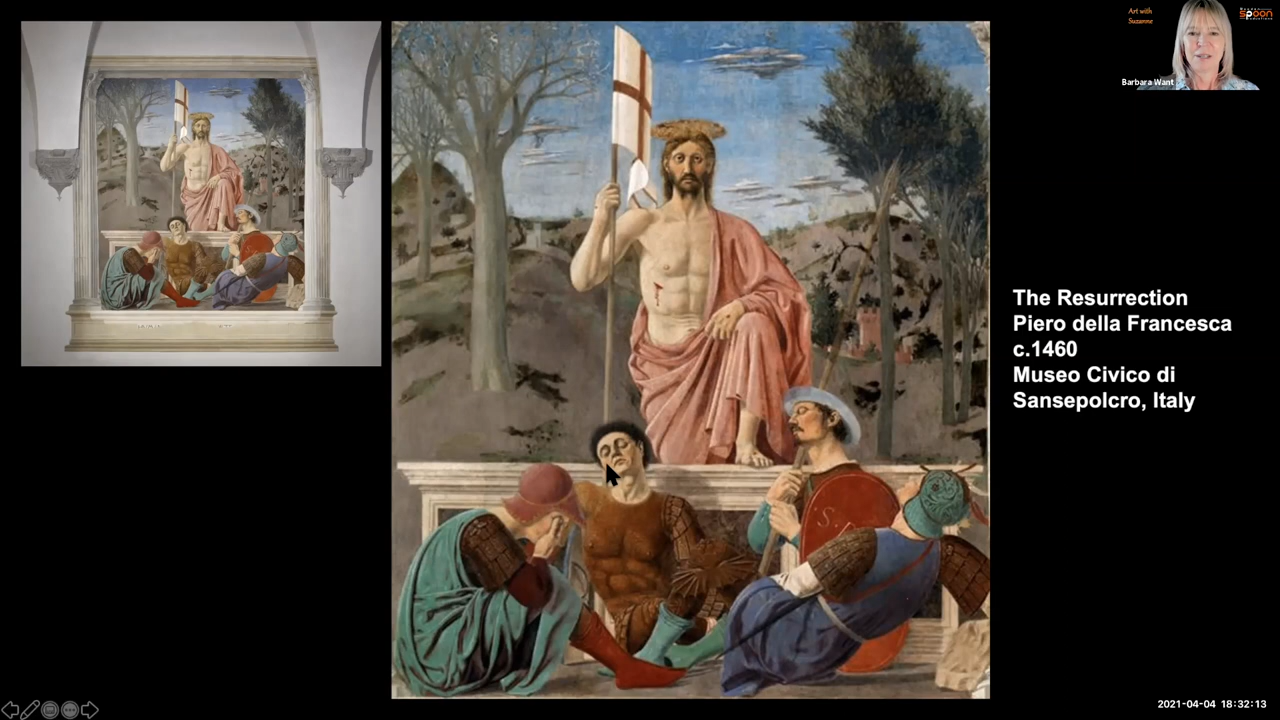 Art with
Suzanne
SPOON
Barbara Want
The Resurrection
Piero della Francesca
c.1460
Museo Civico di
Sansepolcro, Italy
S.P.
2021-04-04 18:32:13